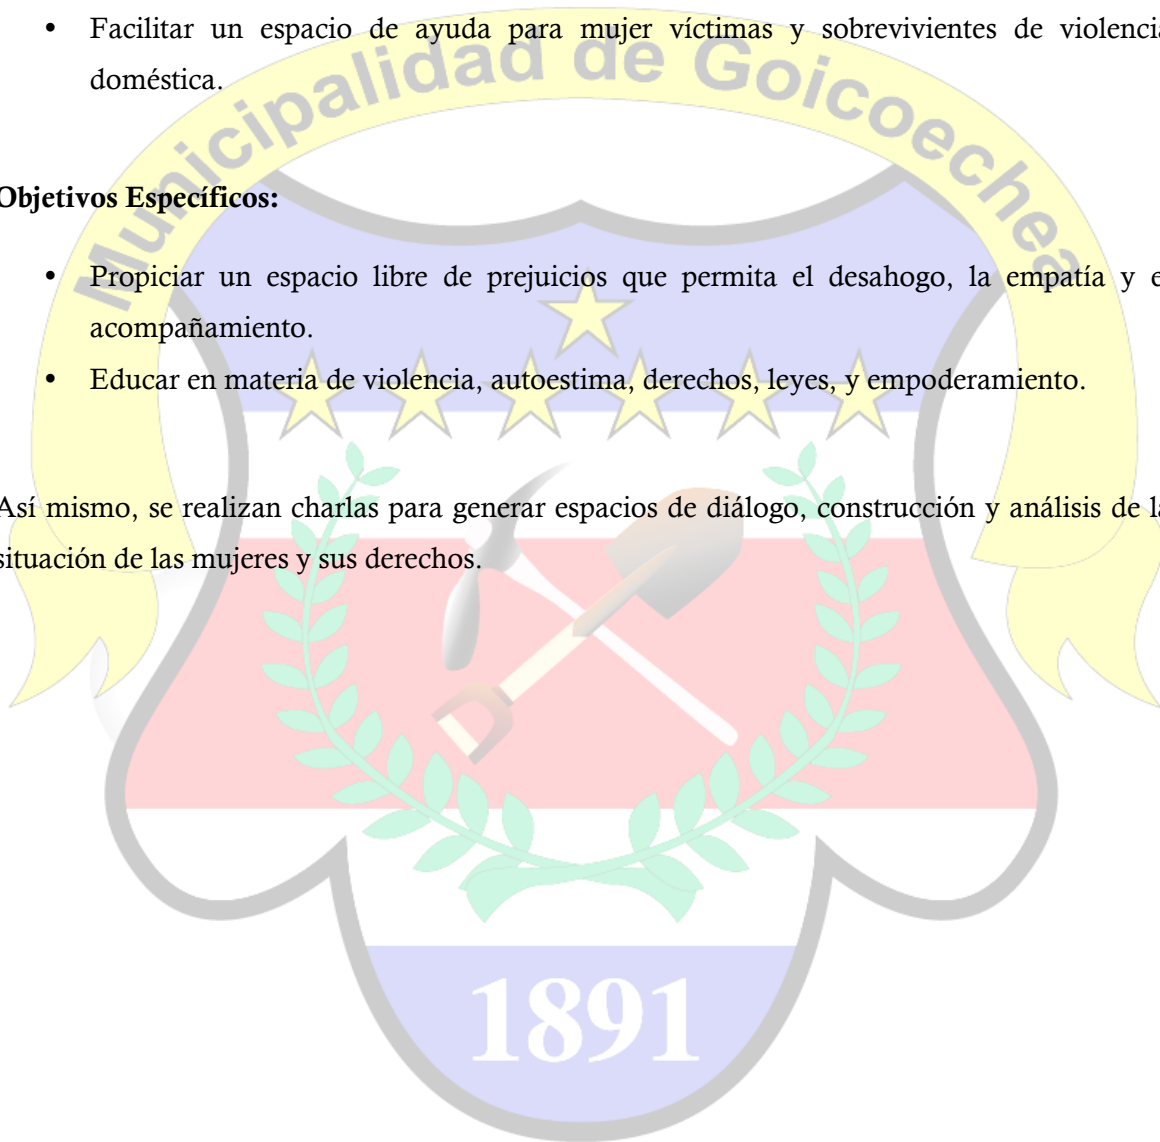 • Facilitar un espacio de ayuda para mujer víctimas y sobrevivientes de violencia
doméstica.
Municipalidad de Goicoechea
Objetivos Específicos:
• Propiciar un espacio libre de prejuicios que permita el desahogo, la empatía y e
acompañamiento.
• Educar en materia de violencia, autoestima, derechos, leyes, y empoderamiento.
Así mismo, se realizan charlas para generar espacios de diálogo, construcción y análisis de la
situación de las mujeres y sus derechos.
1891